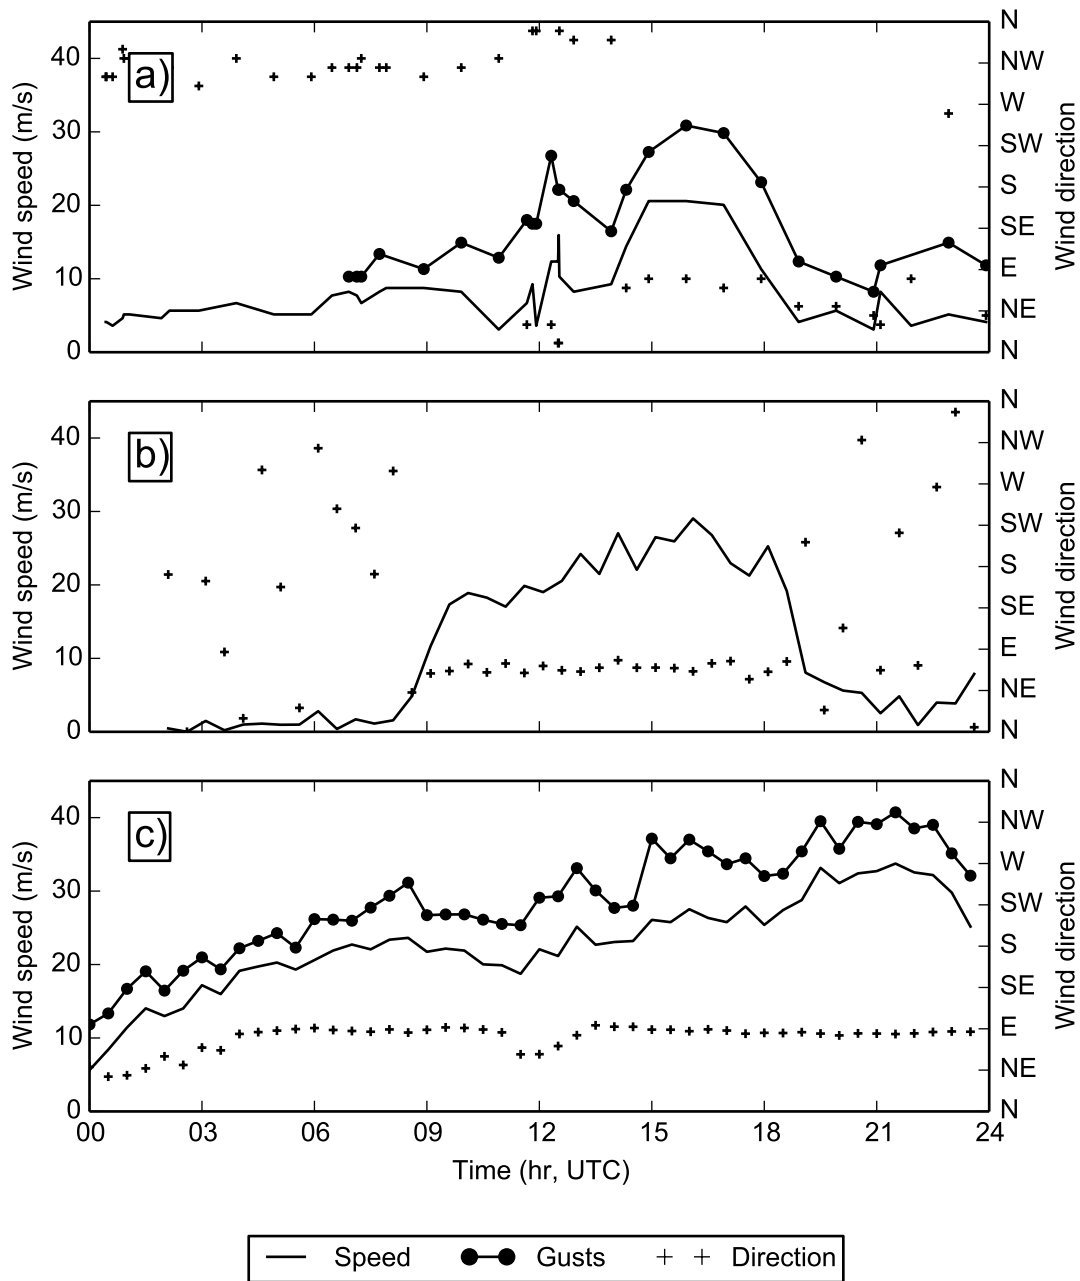 N
40
a)
NW
W
30
SW
S
20
SE
10
E
NE
0
N
Wind speed (m/s)
Wind direction
N
40
b)
NW
W
30
SW
S
20
SE
10
E
NE
0
N
Wind speed (m/s)
Wind direction
N
40
c)
NW
W
30
SW
S
20
SE
10
E
NE
0
N
Wind speed (m/s)
Wind direction
00 03 06 09 12 15 18 21 24
Time (hr, UTC)
Speed Gusts Direction